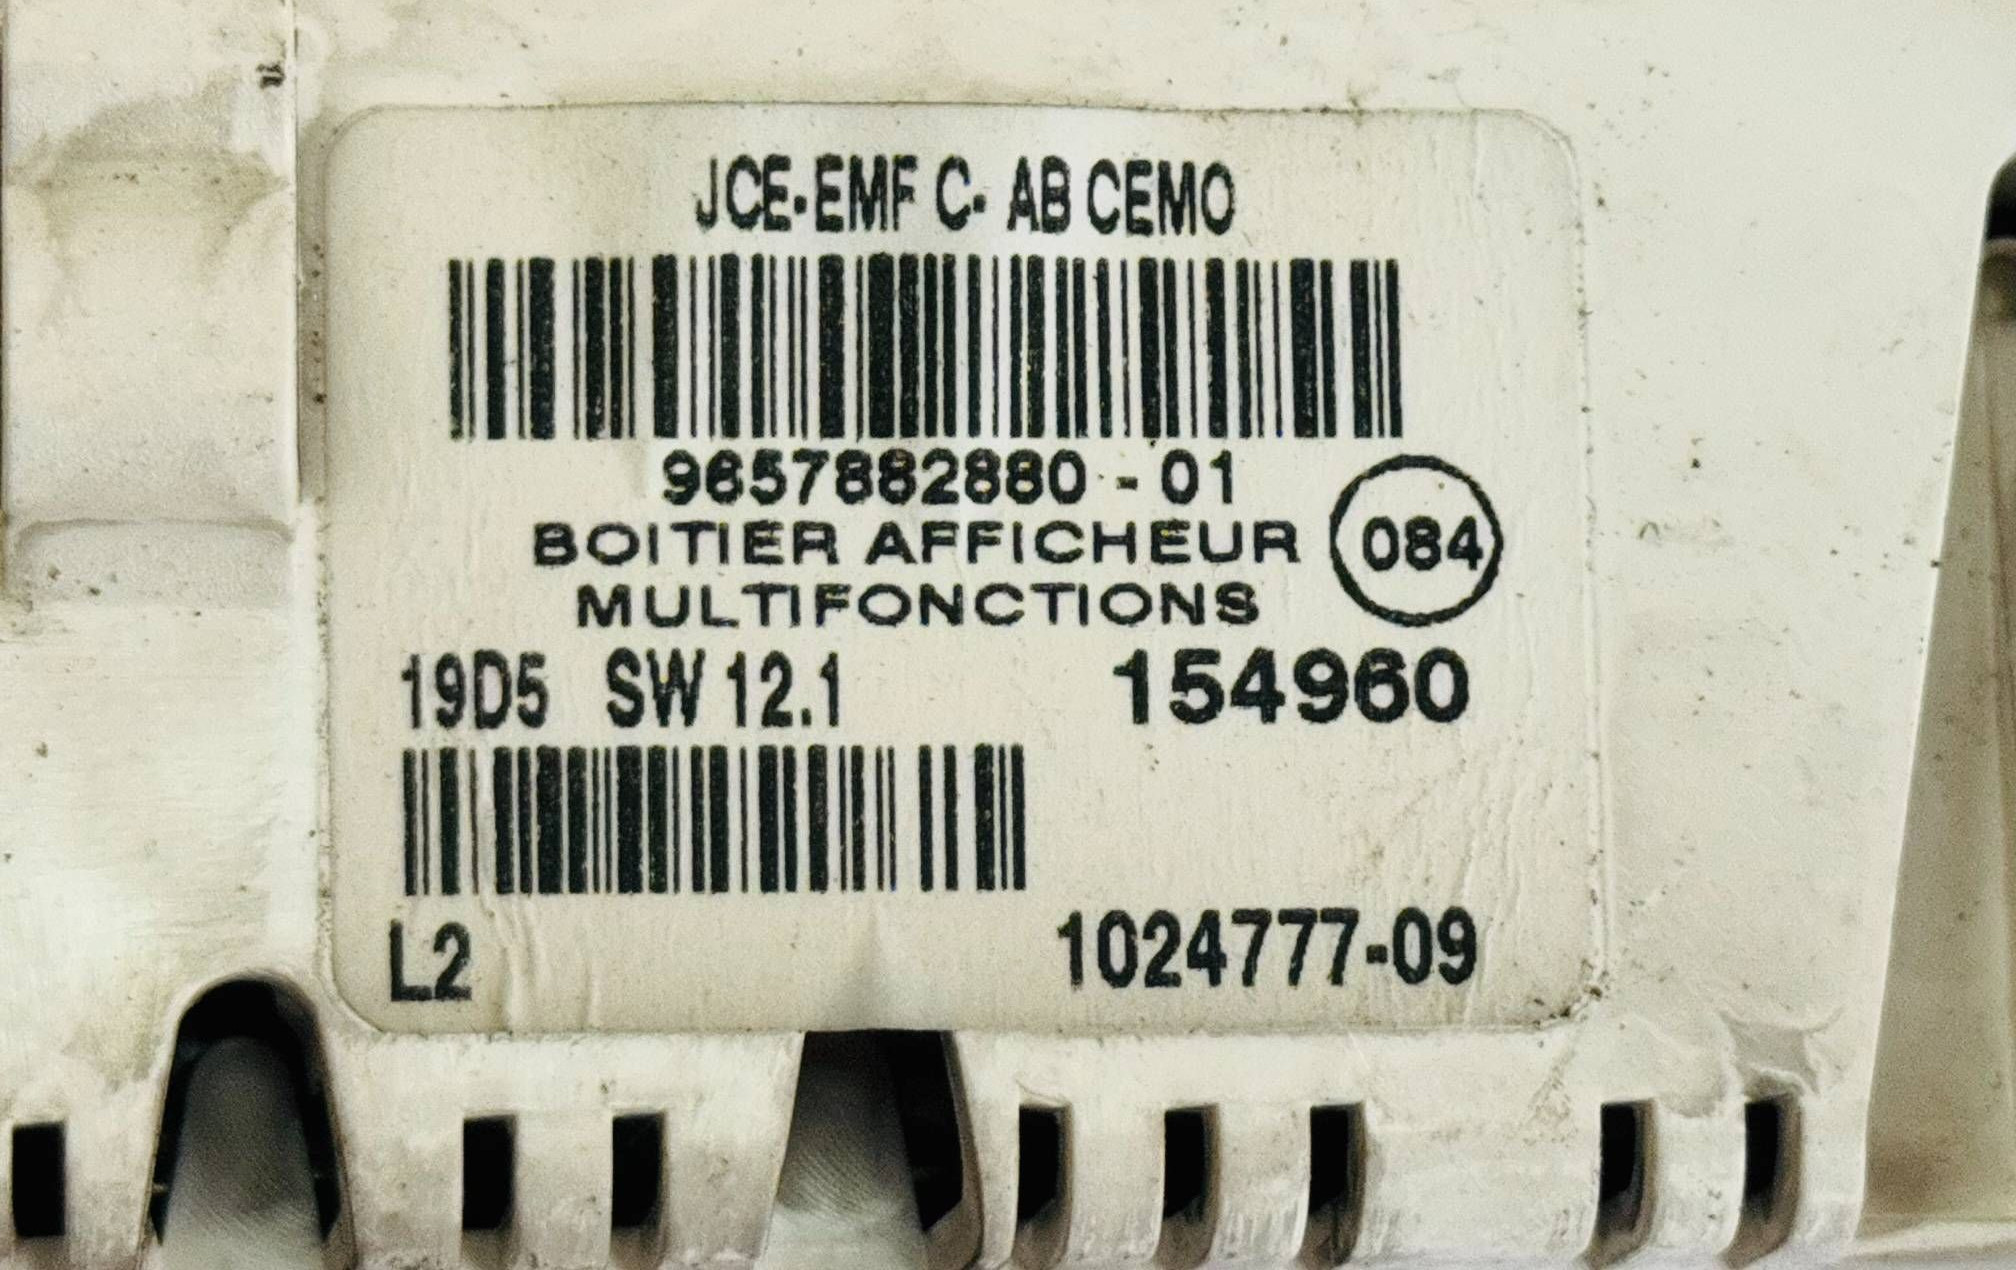 JCE-EMF C- AB CEMO
9657882880 - 01
BOITIER AFFICHEUR
MULTIFONCTIONS
084
19D5 SW 12.1
154960
L2
1024777-09